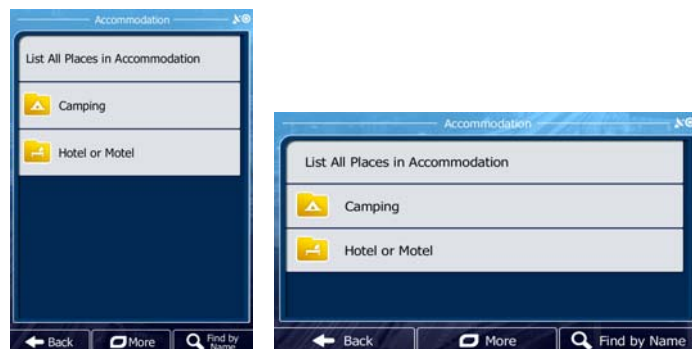 Accommodation
List All Places in Accommodation
Camping
Hotel or Motel
Back
More
Find by
Name
Accommodation
List All Places in Accommodation
Camping
Hotel or Motel
Back
More
Find by Name